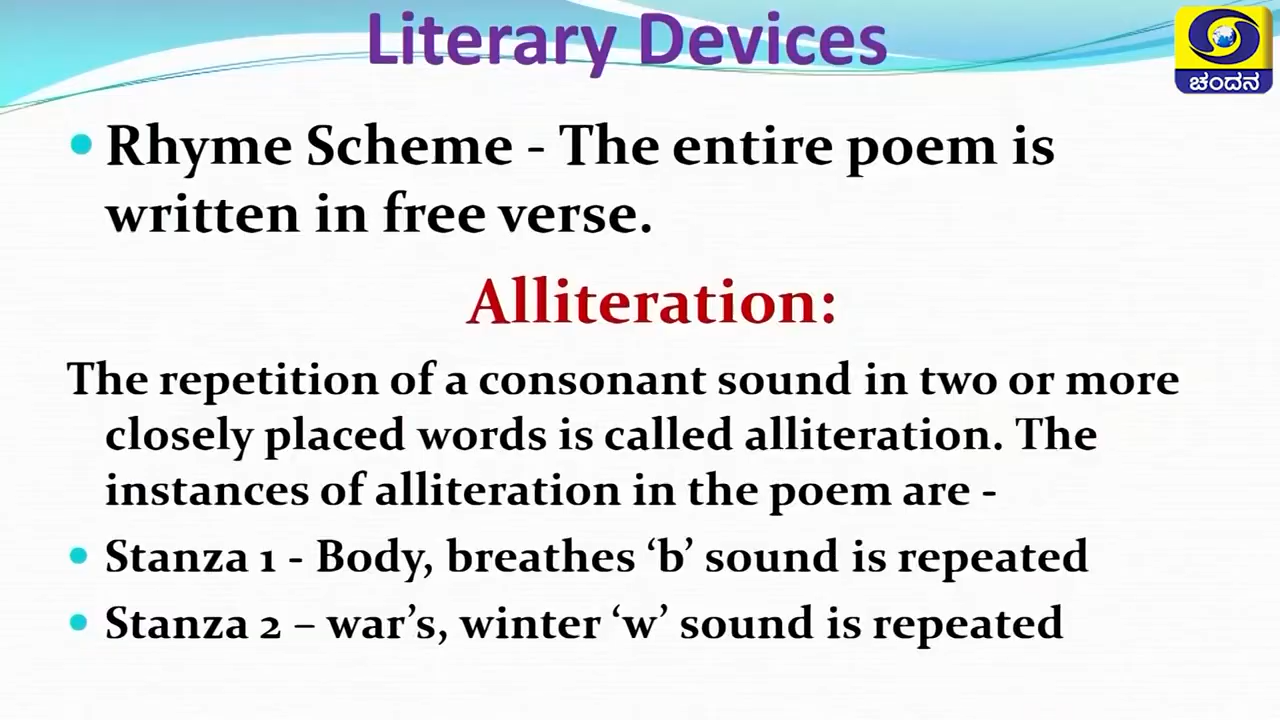 Literary Devices
ಚಂದನ
• Rhyme Scheme - The entire poem is
written in free verse.
Alliteration:
The repetition of a consonant sound in two or more
closely placed words is called alliteration. The
instances of alliteration in the poem are -
• Stanza 1 - Body, breathes ‘b’ sound is repeated
• Stanza 2 – war’s, winter ‘w’ sound is repeated